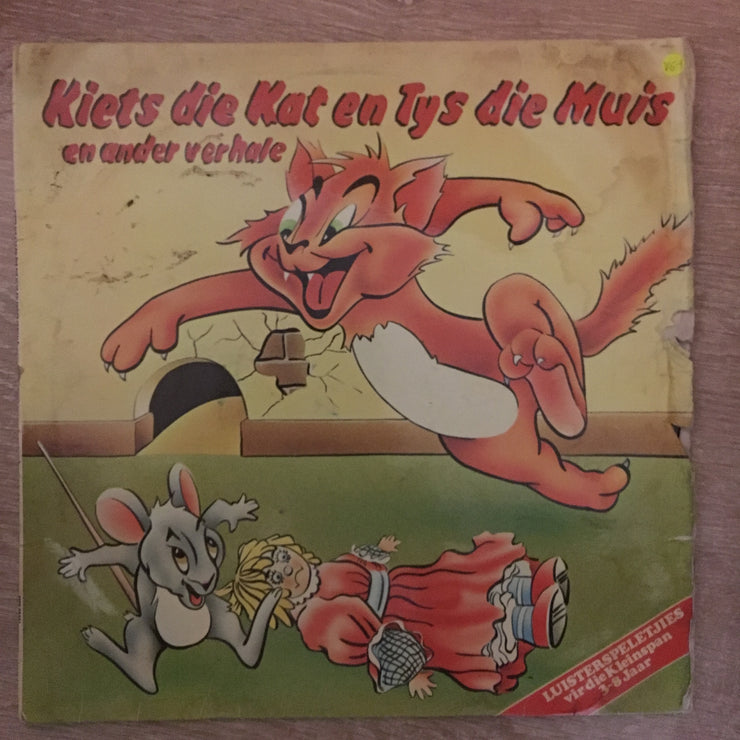 Kiets die Kat en Tys die Muis
en ander verhale
LUISTERSPELETJIES
vir die Kleinspan
3-8 Jaar